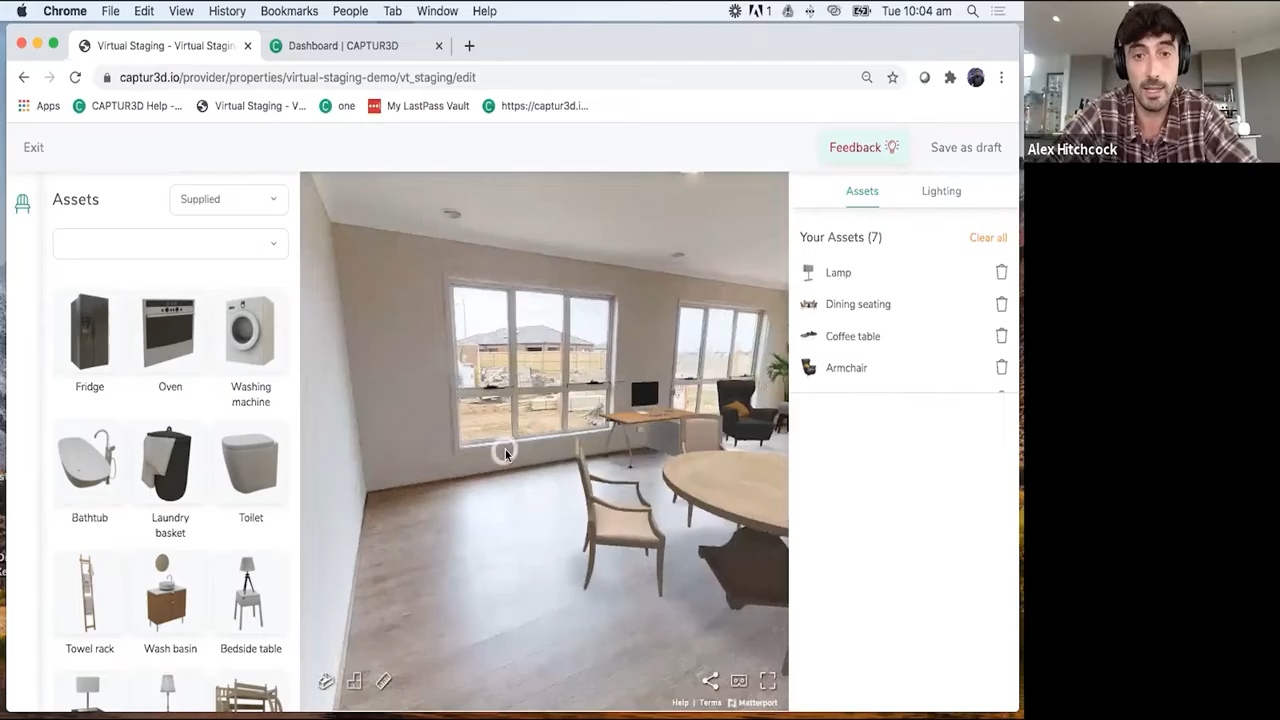 Chrome File Edit View History Bookmarks People Tab Window Help
1 Tue 10:04 am
Virtual Staging - Virtual Stagin
Dashboard | CAPTUR3D
captur3d.io/provider/properties/virtual-staging-demo/vt_staging/edit
Apps CAPTUR3D Help -... Virtual Staging - V... one My LastPass Vault https://captur3d.i...
Alex Hitchcock
Exit Feedback Save as draft
Assets Supplied
Assets Lighting
Your Assets (7) Clear all
Lamp
Dining seating
Coffee table
Armchair
Fridge Oven Washing
machine
Bathtub Laundry
basket
Toilet
Towel rack Wash basin Bedside table
Help | Terms Matterport